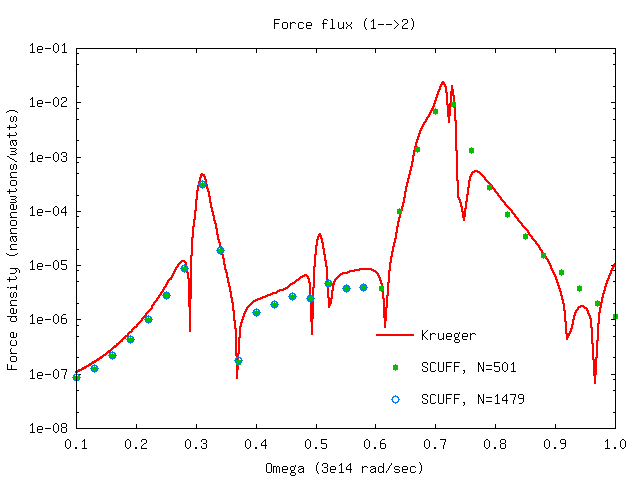 Force flux (1-->2)
1e-01
1e-02
1e-03
1e-04
1e-05
1e-06
1e-07
1e-08
Force density (nanonewtons/watts)
Krueger
SCUFF, N=501
SCUFF, N=1479
0.1 0.2 0.3 0.4 0.5 0.6 0.7 0.8 0.9 1.0
Omega (3e14 rad/sec)